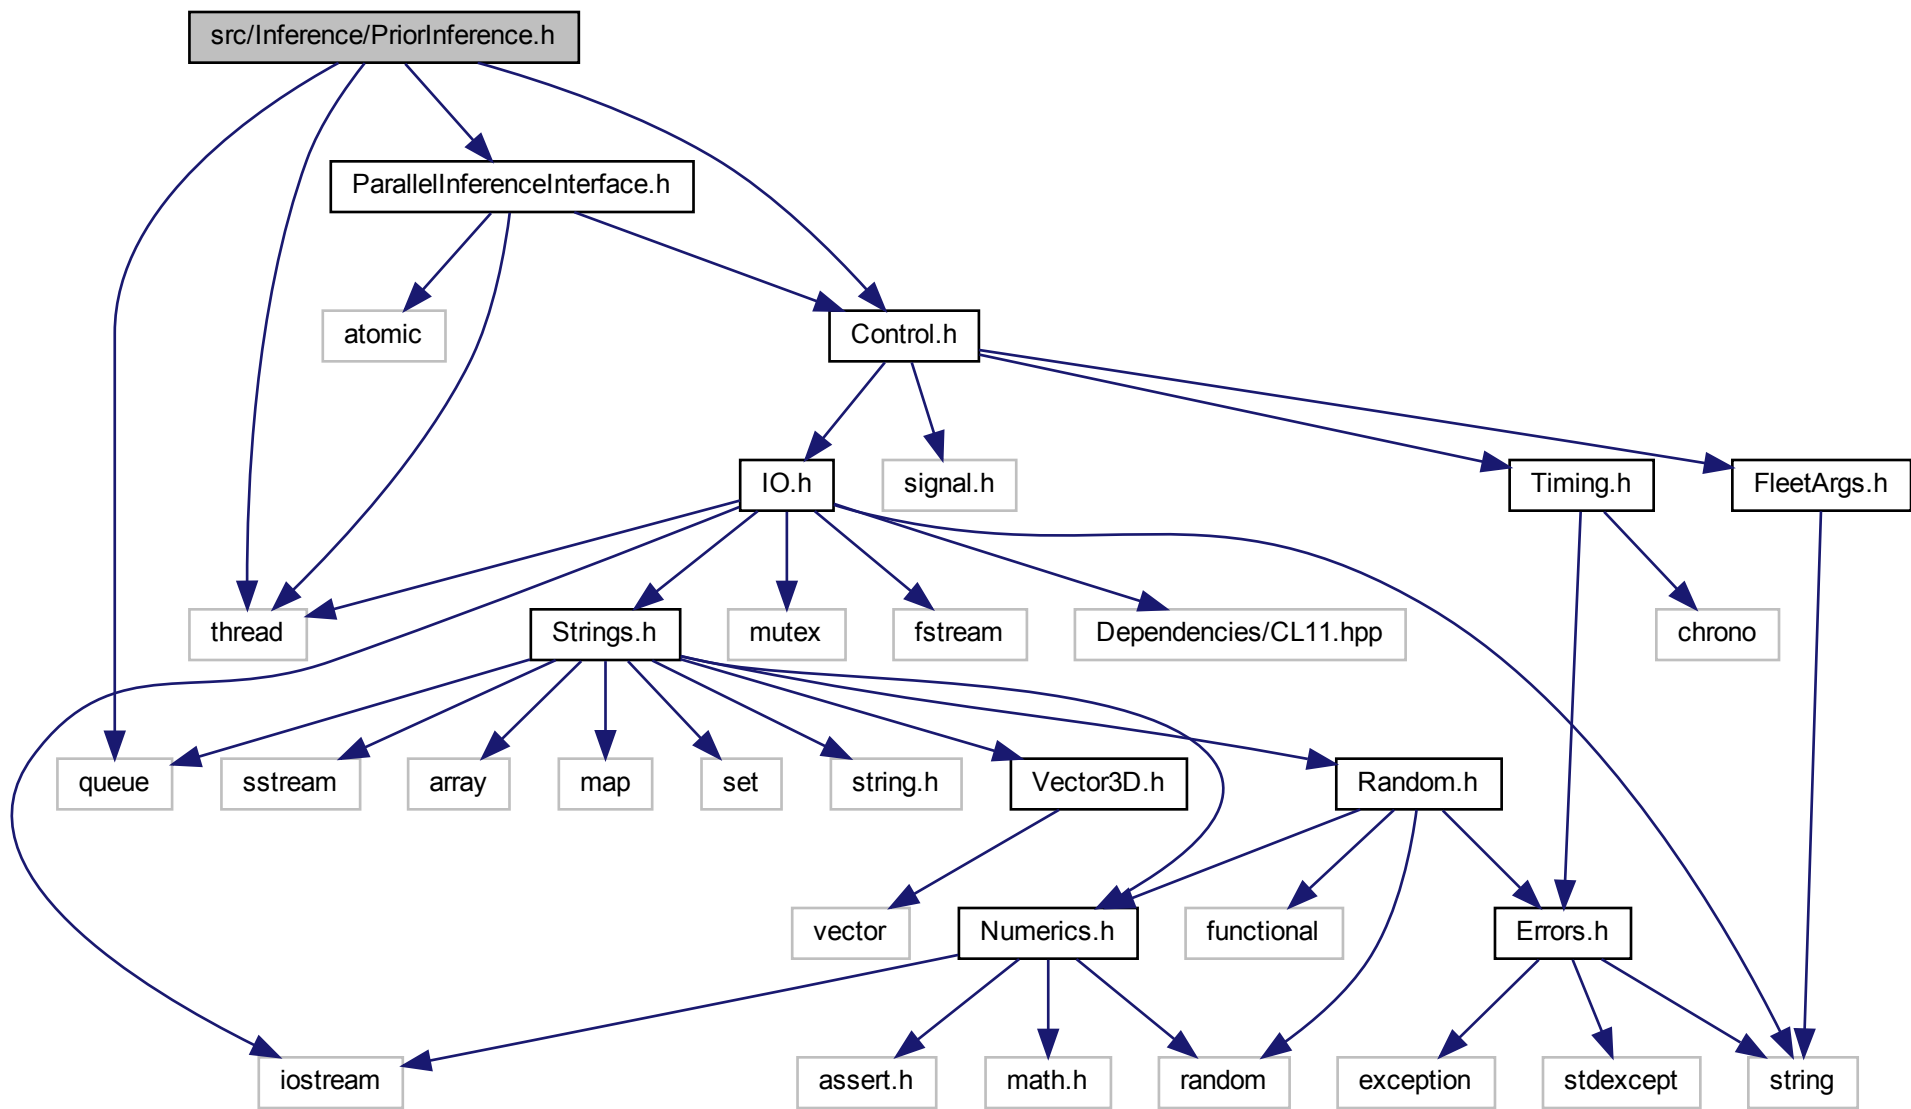 src/Inference/PriorInference.h
ParallelInferenceInterface.h
atomic
Control.h
IO.h
signal.h
Timing.h
FleetArgs.h
thread
Strings.h
mutex
fstream
Dependencies/CL11.hpp
chrono
queue
sstream
array
map
set
string.h
Vector3D.h
Random.h
vector
Numerics.h
functional
Errors.h
iostream
assert.h
math.h
random
exception
stdexcept
string